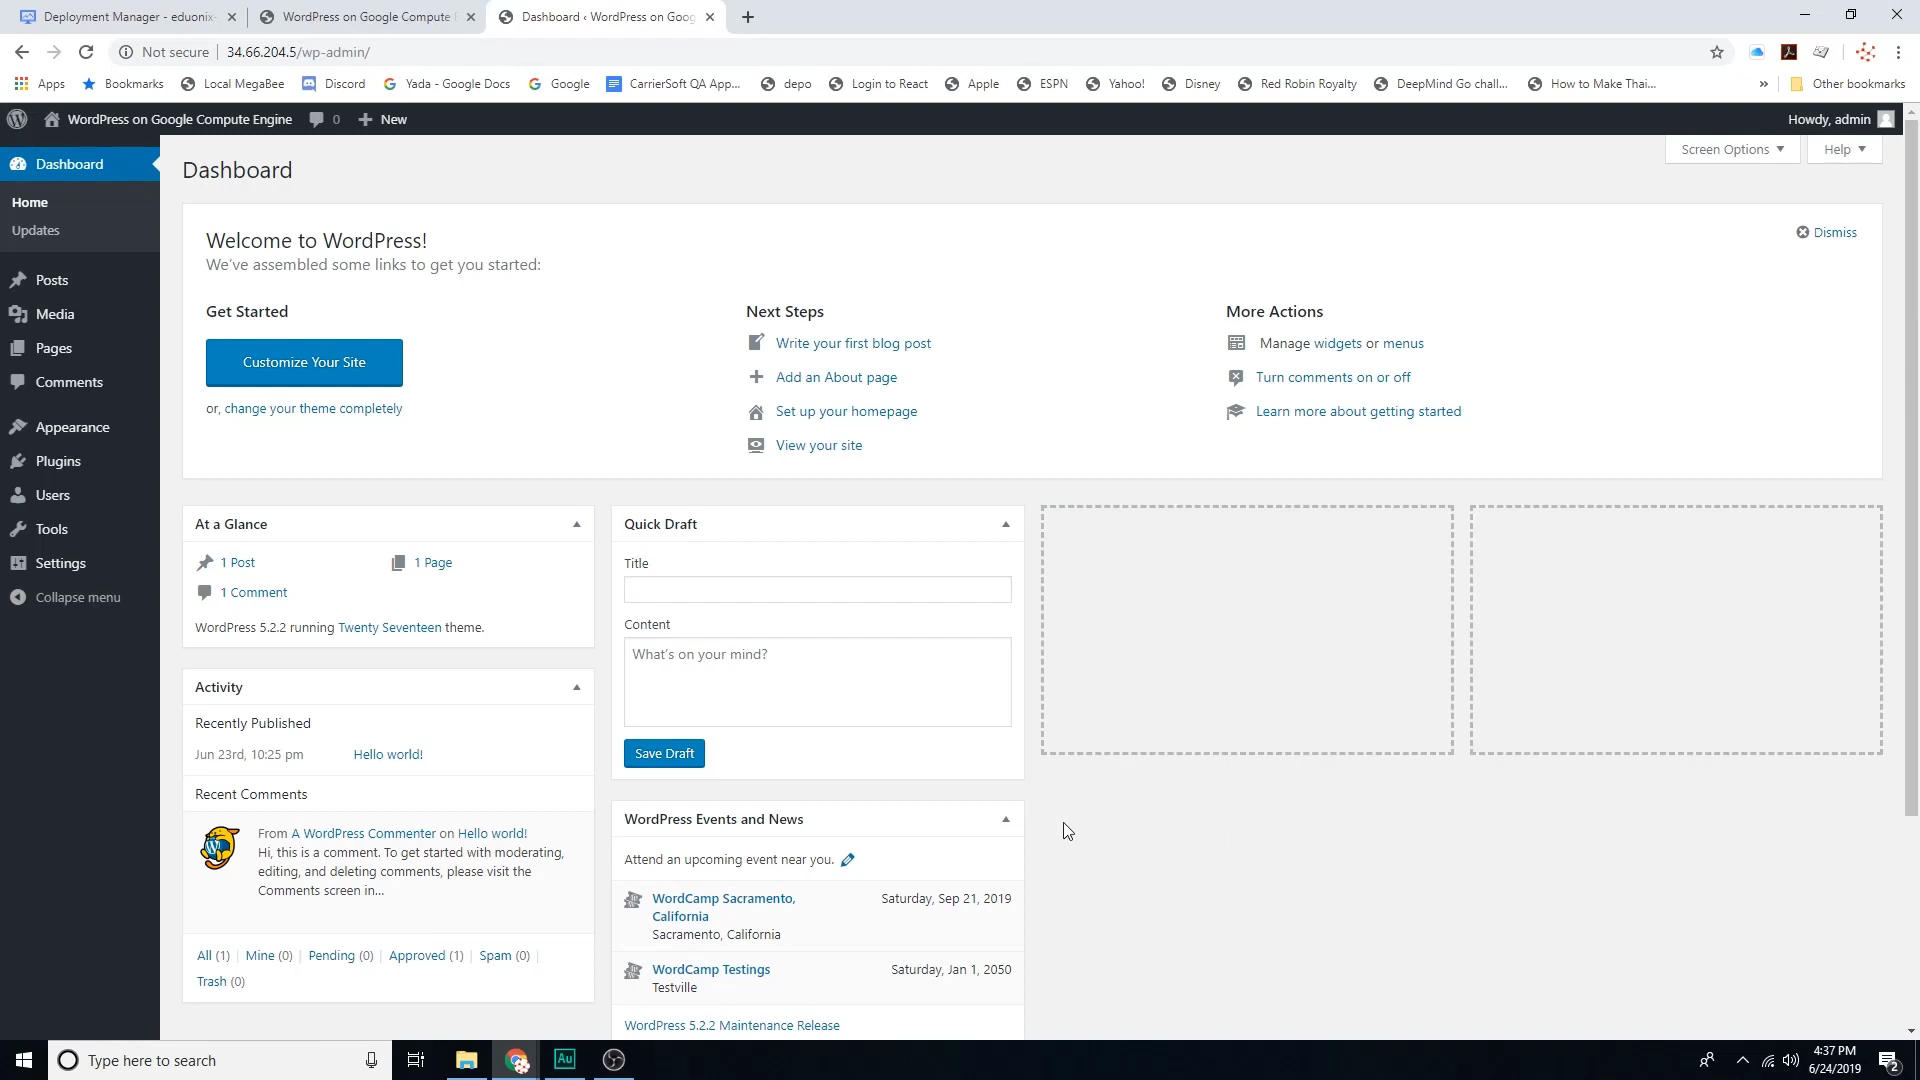 Deployment Manager - eduonix-
WordPress on Google Compute E
Dashboard ‹ WordPress on Goog
Not secure
34.66.204.5/wp-admin/
Apps
Bookmarks
Local MegaBee
Discord
Yada - Google Docs
Google
CarrierSoft QA App...
depo
Login to React
Apple
ESPN
Yahoo!
Disney
Red Robin Royalty
DeepMind Go chall...
How to Make Thai...
»
Other bookmarks
WordPress on Google Compute Engine
0
New
Howdy, admin
Dashboard
Home
Updates
Posts
Media
Pages
Comments
Appearance
Plugins
Users
Tools
Settings
Collapse menu
Dashboard
Screen Options
Help
Welcome to WordPress!
We've assembled some links to get you started:
Dismiss
Get Started
Customize Your Site
or, change your theme completely
Next Steps
Write your first blog post
Add an About page
Set up your homepage
View your site
More Actions
Manage widgets or menus
Turn comments on or off
Learn more about getting started
At a Glance
1 Post
1 Page
1 Comment
WordPress 5.2.2 running Twenty Seventeen theme.
Activity
Recently Published
Jun 23rd, 10:25 pm
Hello world!
Recent Comments
From A WordPress Commenter on Hello world!
Hi, this is a comment. To get started with moderating,
editing, and deleting comments, please visit the
Comments screen in...
All (1) | Mine (0) | Pending (0) | Approved (1) | Spam (0) |
Trash (0)
Quick Draft
Title
Content
What's on your mind?
Save Draft
WordPress Events and News
Attend an upcoming event near you.
WordCamp Sacramento,
California
Sacramento, California
Saturday, Sep 21, 2019
WordCamp Testings
Testville
Saturday, Jan 1, 2050
WordPress 5.2.2 Maintenance Release
Type here to search
Au
4:37 PM
6/24/2019
2